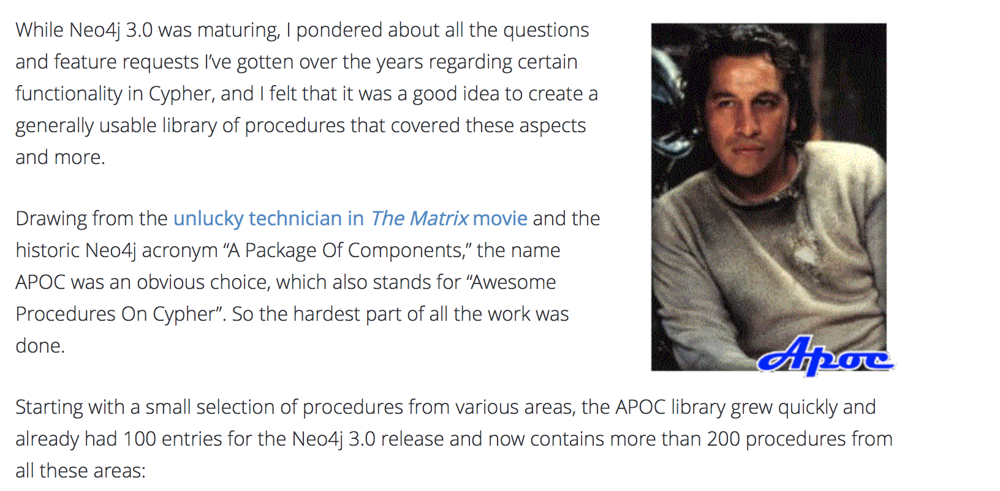 While Neo4j 3.0 was maturing, I pondered about all the questions
and feature requests I’ve gotten over the years regarding certain
functionality in Cypher, and I felt that it was a good idea to create a
generally usable library of procedures that covered these aspects
and more.
Drawing from the unlucky technician in The Matrix movie and the
historic Neo4j acronym “A Package Of Components,” the name
APOC was an obvious choice, which also stands for “Awesome
Procedures On Cypher”. So the hardest part of all the work was
done.
Apoc
Starting with a small selection of procedures from various areas, the APOC library grew quickly and
already had 100 entries for the Neo4j 3.0 release and now contains more than 200 procedures from
all these areas: